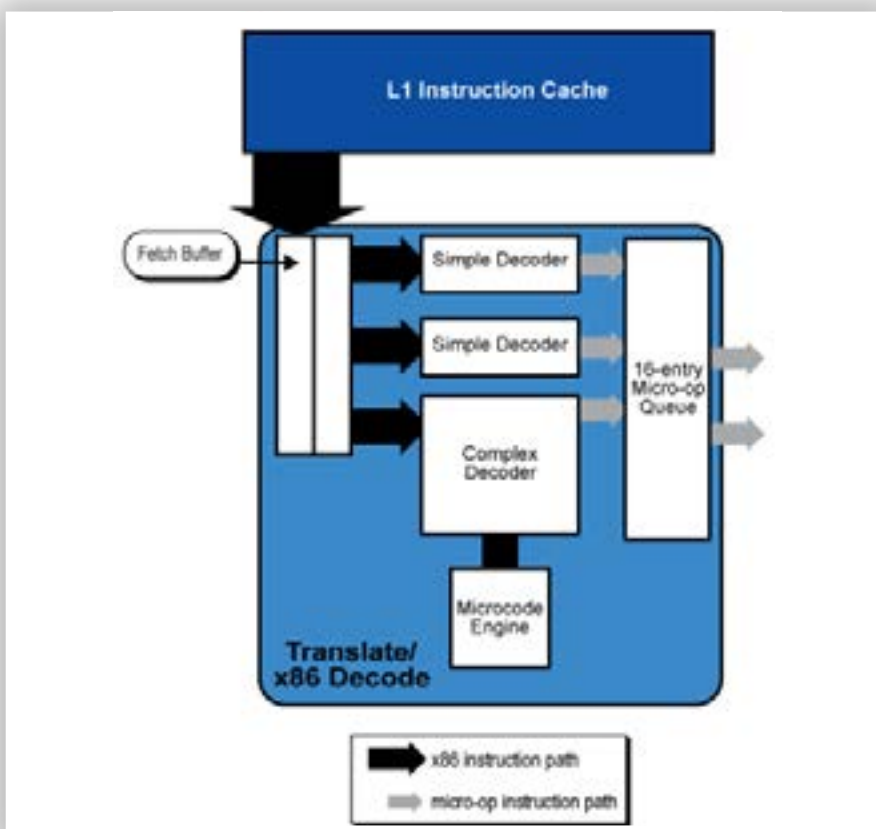 L1 Instruction Cache
Fetch Buffer
Simple Decoder
Simple Decoder
16-entry
Micro-op
Queue
Complex
Decoder
Microcode
Engine
Translate/
x86 Decode
x86 instruction path
micro-op instruction path